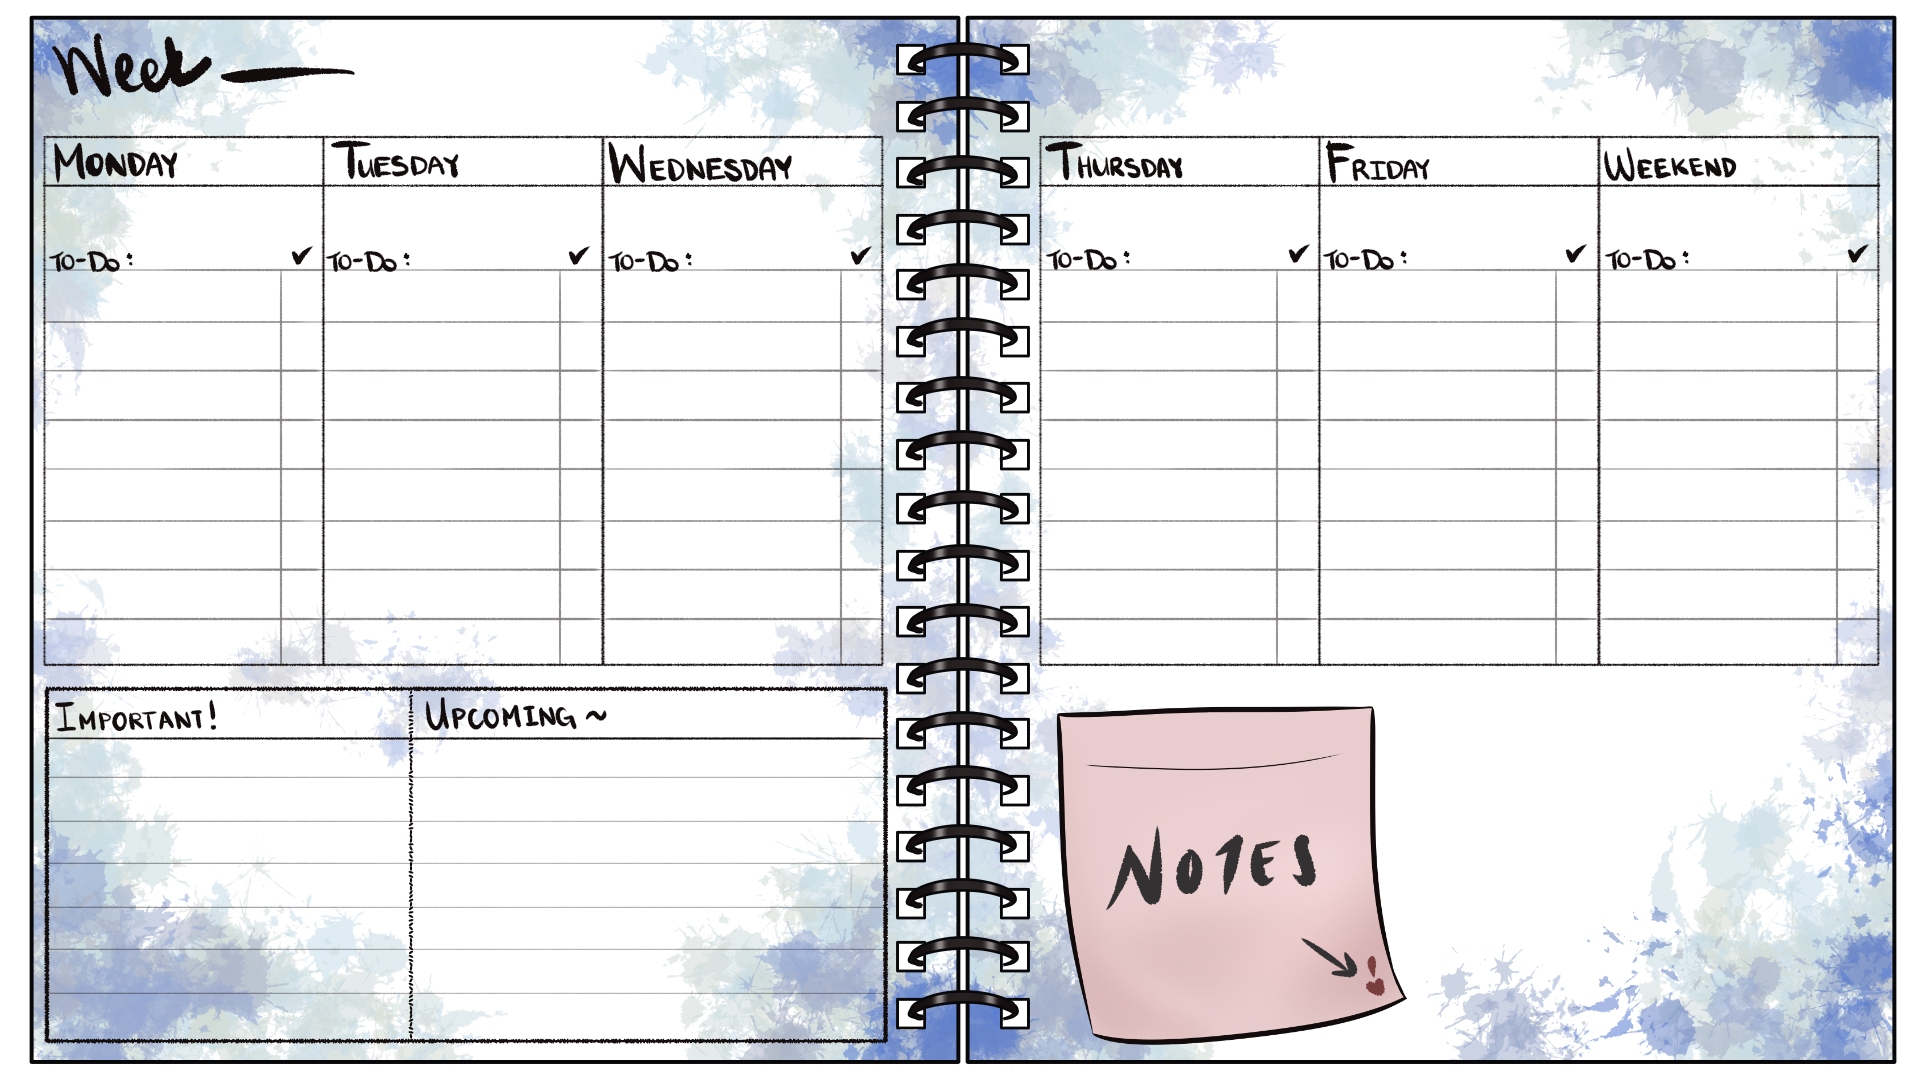 Week
MONDAY TUESDAY WEDNESDAY
To-Do: ✓ To-Do: ✓ To-Do: ✓
IMPORTANT! UPCOMING ~
THURSDAY FRIDAY WEEKEND
To-Do: ✓ To-Do: ✓ To-Do: ✓
NOTES